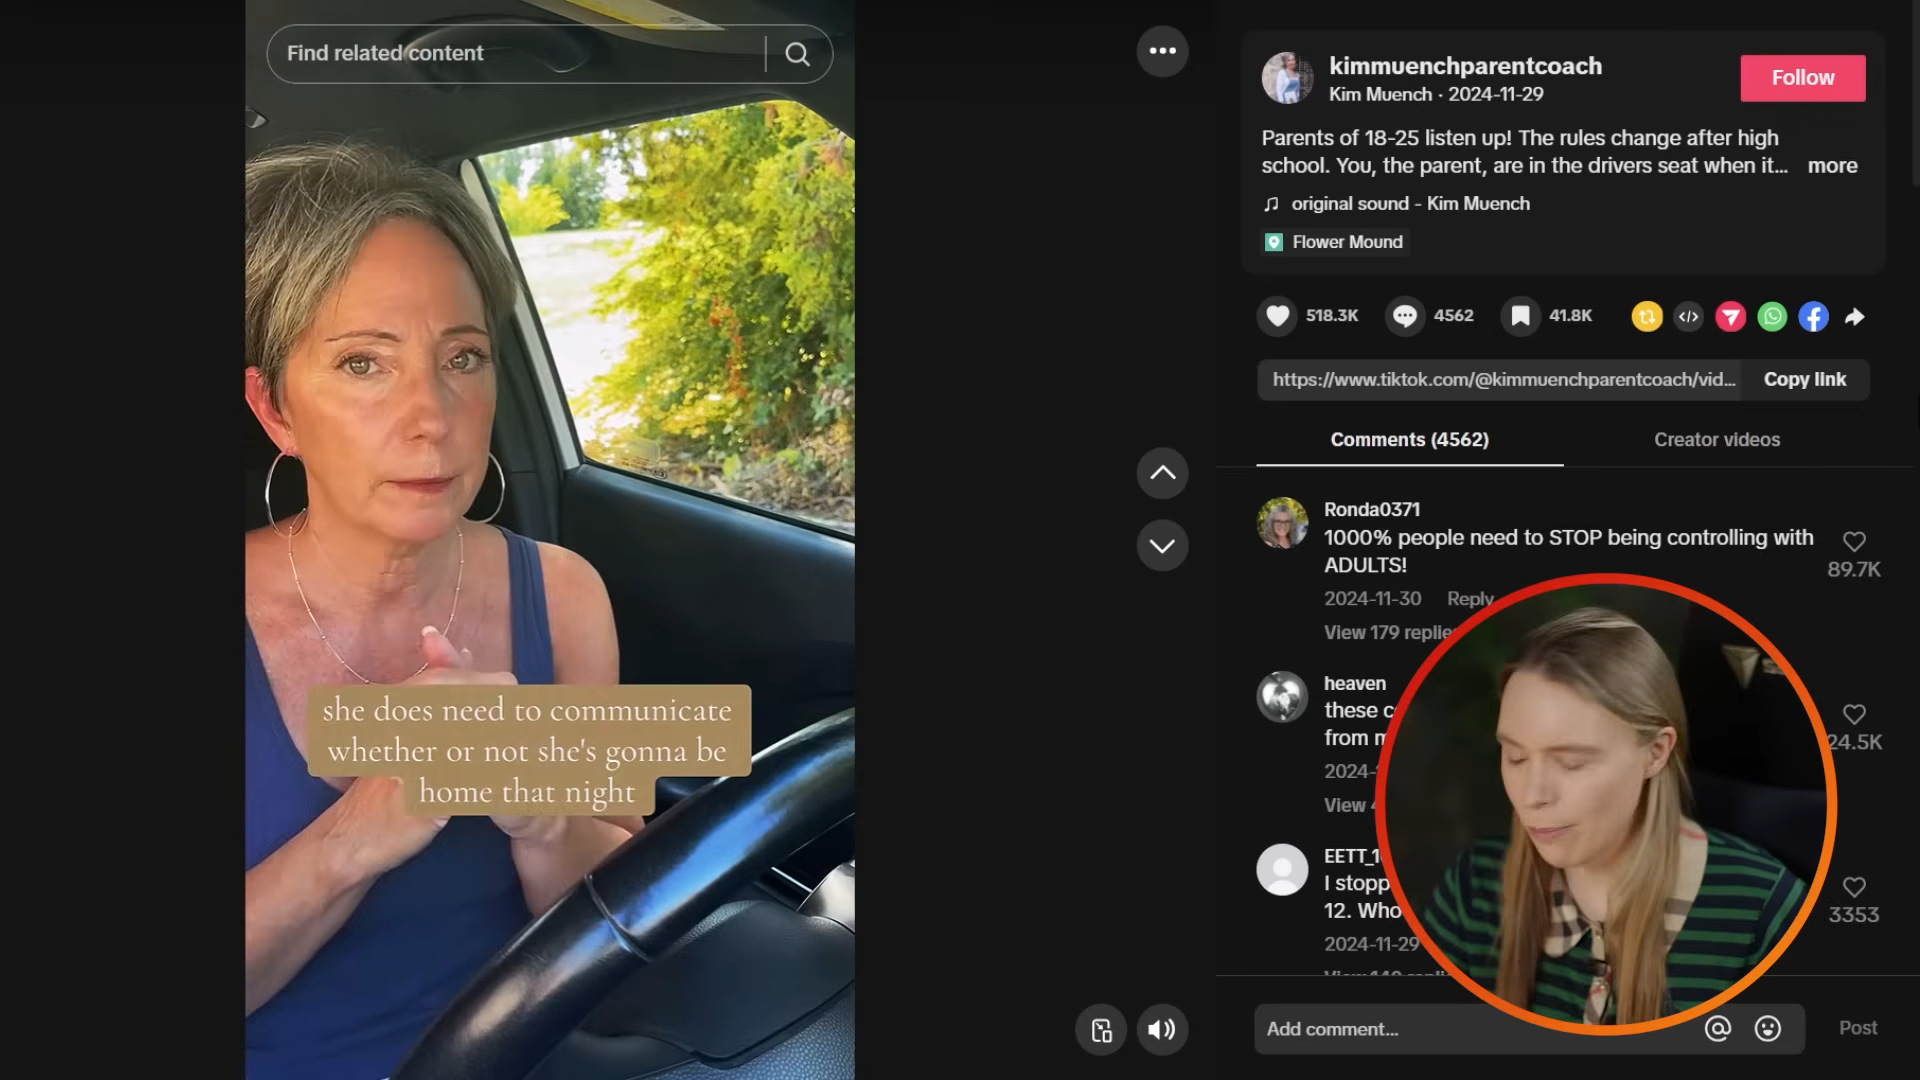 Find related content
she does need to communicate
whether or not she's gonna be
home that night
kimmuenchparentcoach
Kim Muench · 2024-11-29
Follow
Parents of 18-25 listen up! The rules change after high
school. You, the parent, are in the drivers seat when it... more
original sound - Kim Muench
Flower Mound
518.3K
4562
41.8K
https://www.tiktok.com/@kimmuenchparentcoach/vid...
Copy link
Comments (4562)
Creator videos
Ronda0371
1000% people need to STOP being controlling with
ADULTS!
89.7K
2024-11-30 Reply
View 179 replies
heaven
these
from
24.5K
View
EETT_1
I
12. Who
3353
2024-11-29
Add comment...
Post